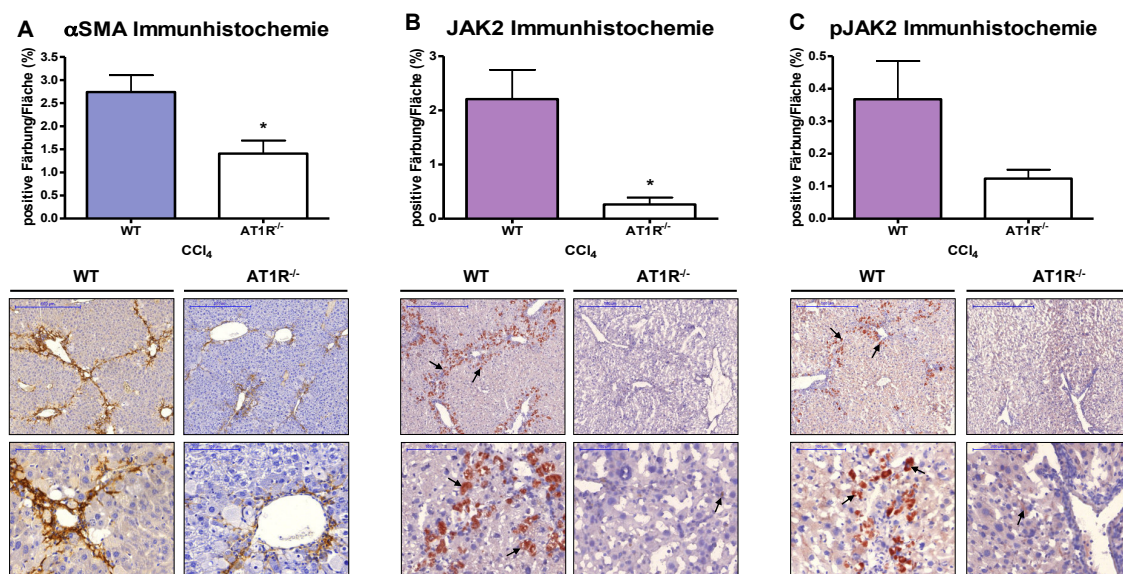 A αSMA Immunhistochemie
positive Färbung/Fläche (%)
3.5
3.0
2.5
2.0
1.5
1.0
0.5
0.0
*
WT AT1R-/-
CCl4
WT AT1R-/-
B JAK2 Immunhistochemie
positive Färbung/Fläche (%)
3
2
1
0
*
WT AT1R-/-
CCl4
WT AT1R-/-
C pJAK2 Immunhistochemie
positive Färbung/Fläche (%)
0.5
0.4
0.3
0.2
0.1
0.0
WT AT1R-/-
CCl4
WT AT1R-/-